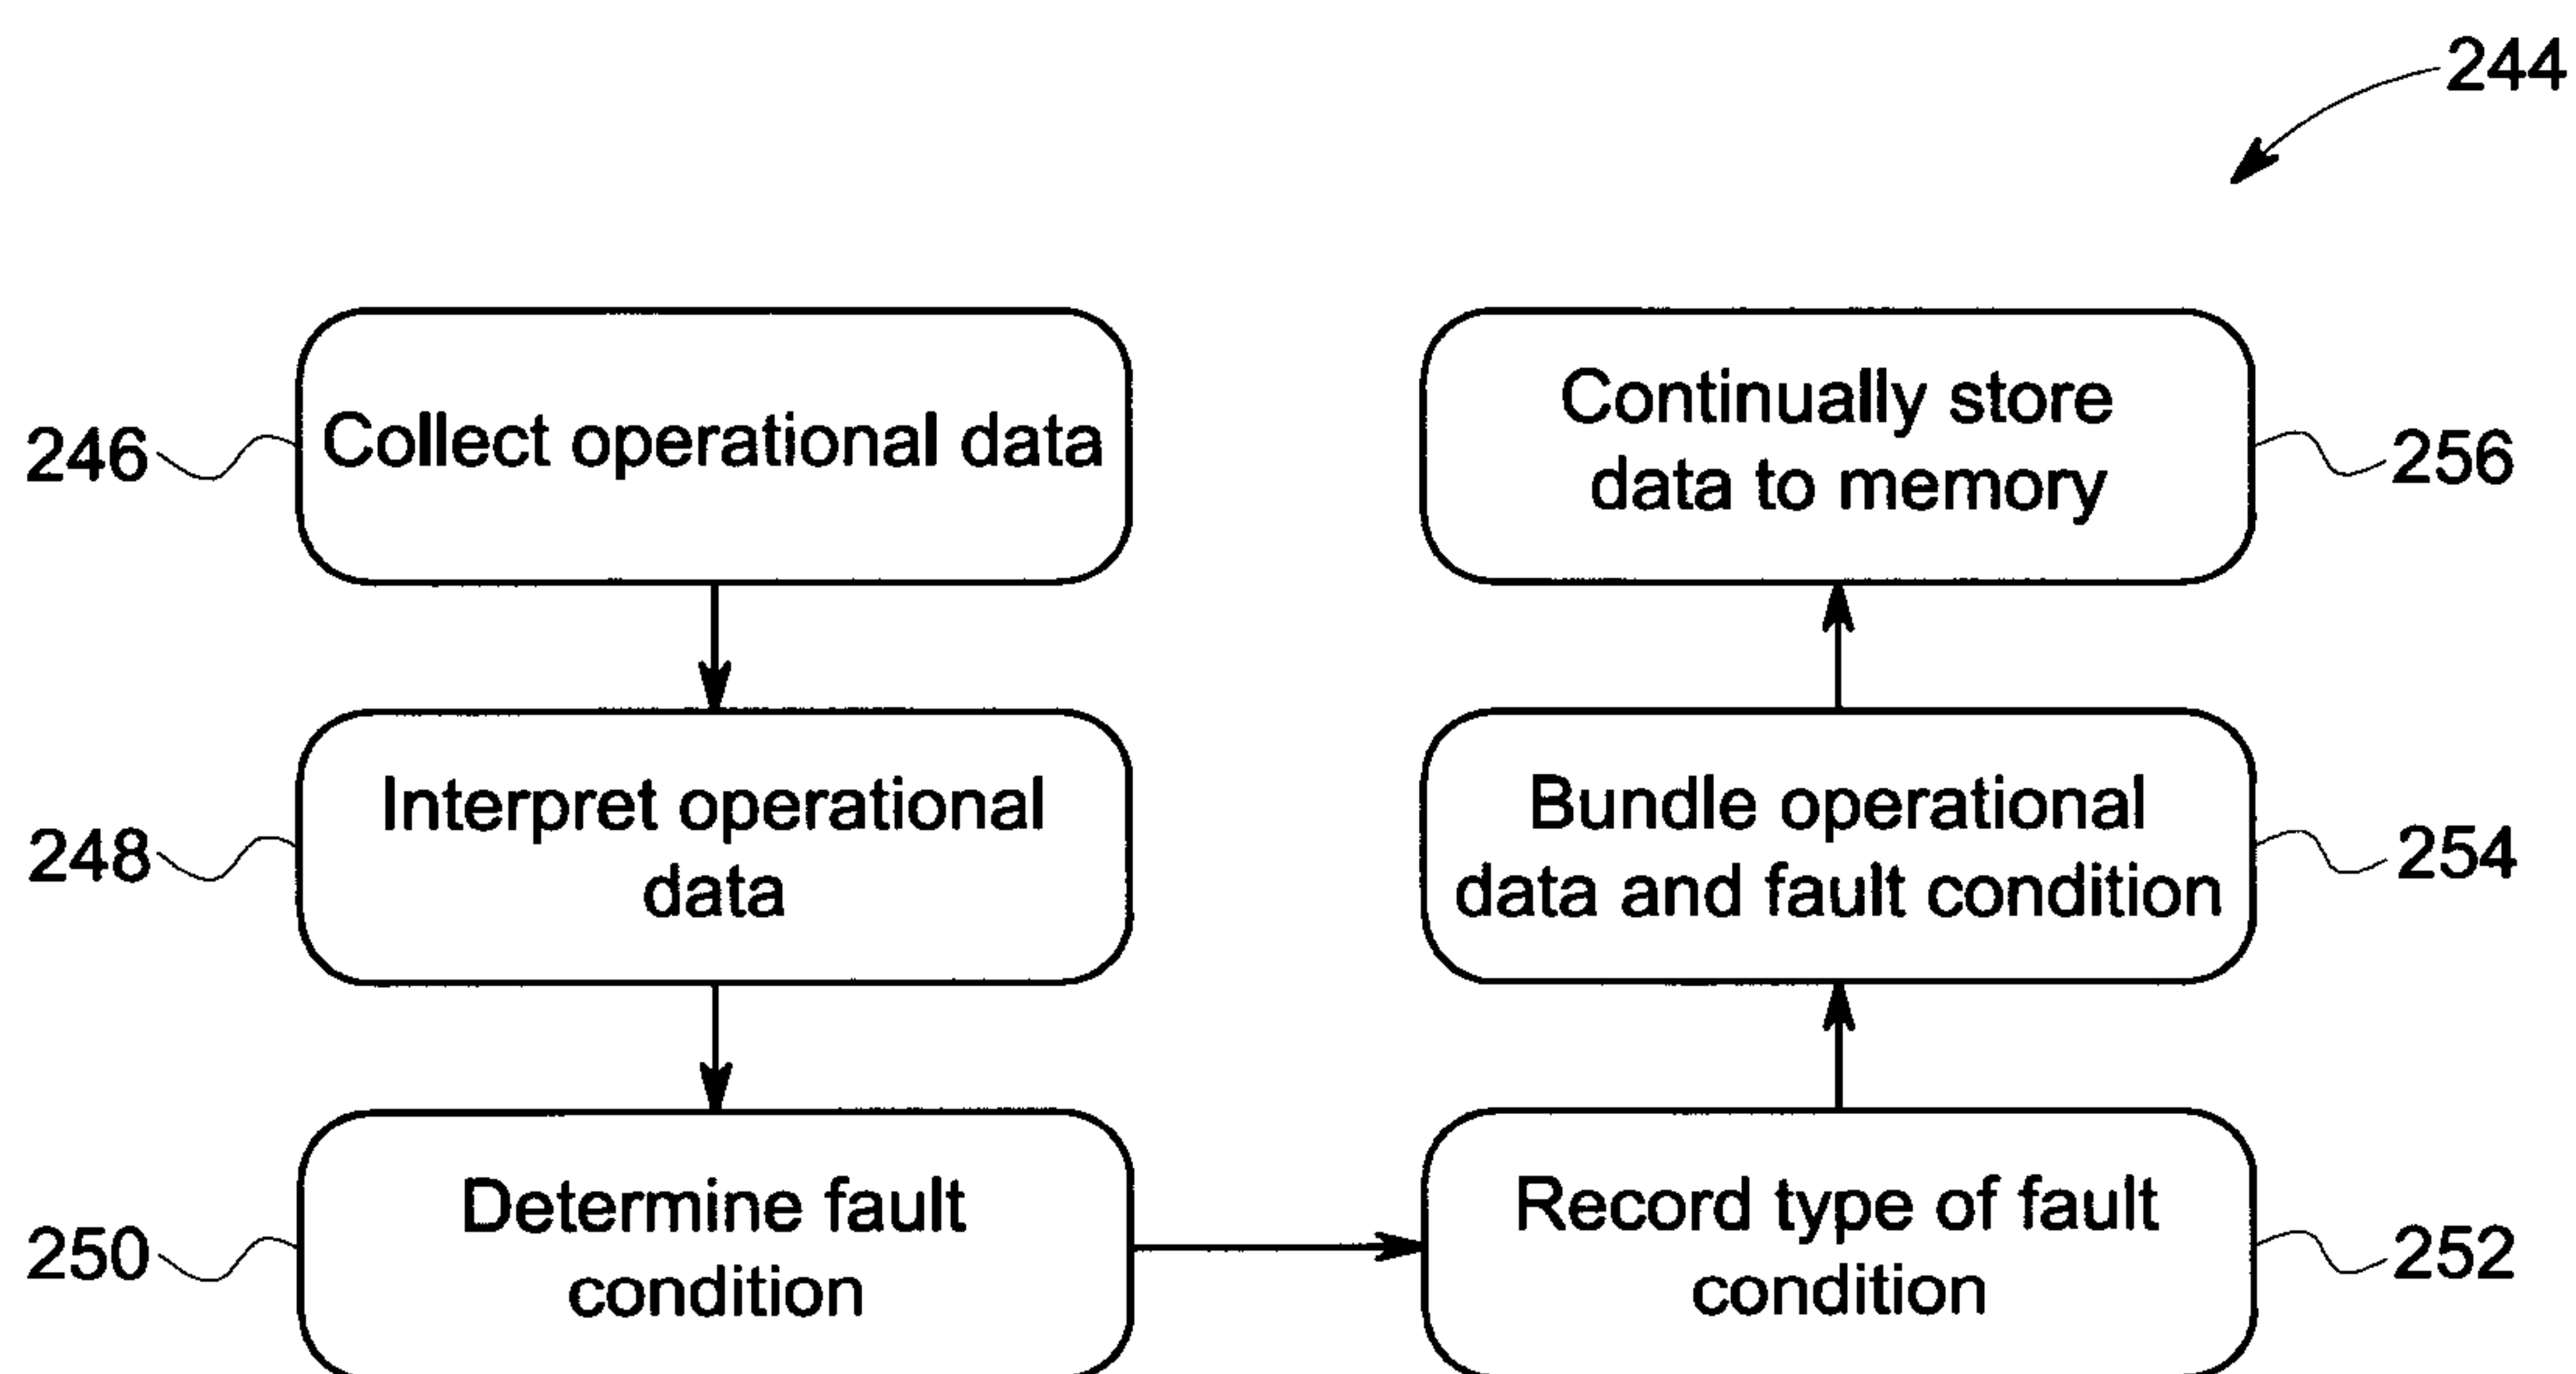 244
246
Collect operational data
248
Interpret operational
data
250
Determine fault
condition
Record type of fault
condition
252
Bundle operational
data and fault condition
254
Continually store
data to memory
256